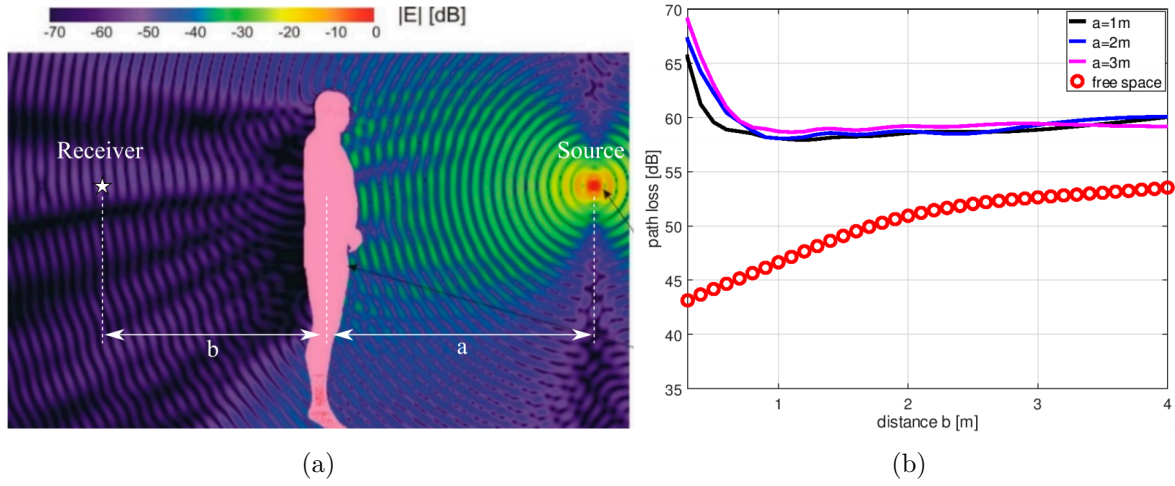 |E| [dB]
-70 -60 -50 -40 -30 -20 -10 0
Receiver
Source
b
a
(a)
70
65
60
55
50
45
40
35
path loss [dB]
1 2 3 4
distance b [m]
a=1m
a=2m
a=3m
free space
(b)